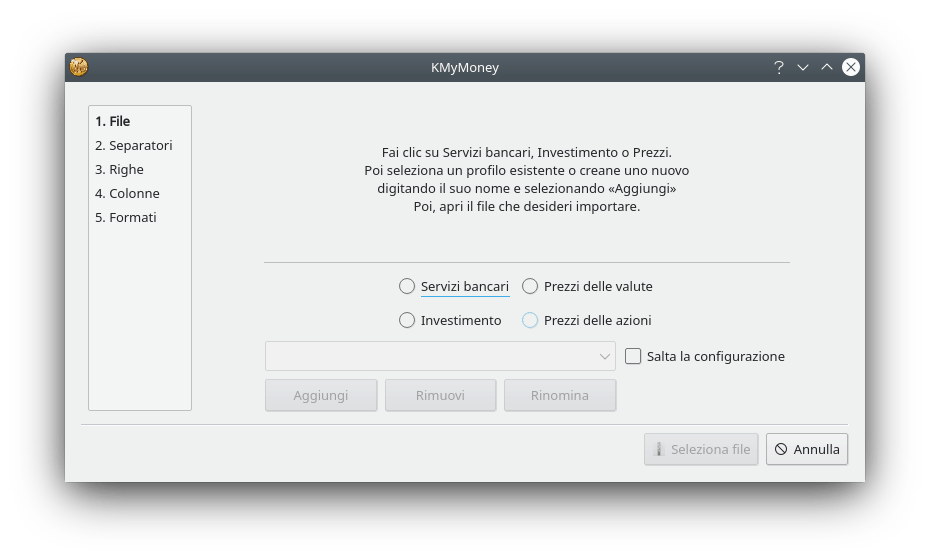 KMyMoney
1. File
2. Separatori
3. Righe
4. Colonne
5. Formati
Fai clic su Servizi bancari, Investimento o Prezzi.
Poi seleziona un profilo esistente o creane uno nuovo
digitando il suo nome e selezionando «Aggiungi»
Poi, apri il file che desideri importare.
Servizi bancari Prezzi delle valute
Investimento Prezzi delle azioni
Salta la configurazione
Aggiungi Rimuovi Rinomina
Seleziona file Annulla